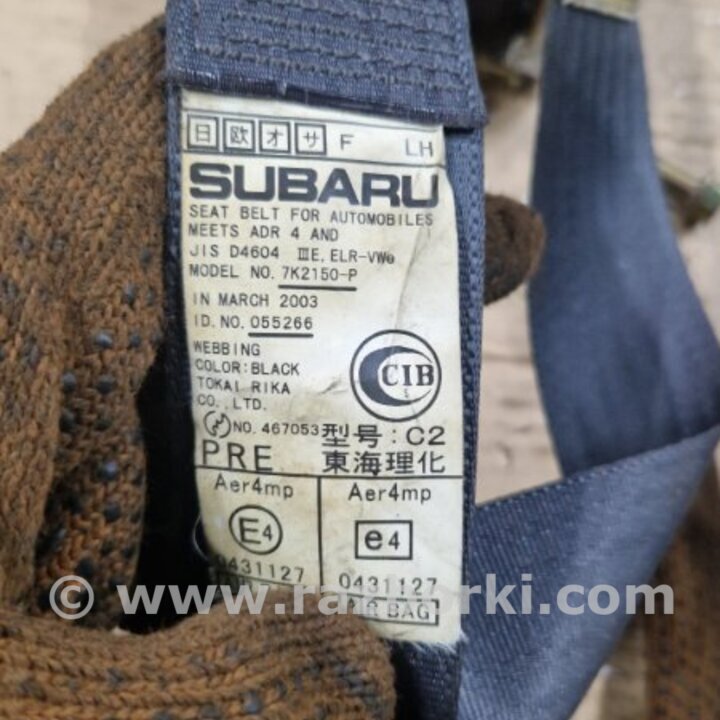 日欧オサ F LH
SUBARU
SEAT BELT FOR AUTOMOBILES
MEETS ADR 4 AND
JIS D4604 ⅢE, ELR-VWe
MODEL NO. 7K2150-P
IN MARCH 2003
ID. NO. 055266
WEBBING
COLOR: BLACK
TOKAI RIKA
CO., LTD.
CIB
NO. 467053 型号: C2
PRE 東海理化
Aer4mp Aer4mp
E4 e4
0431127 0431127
BAG